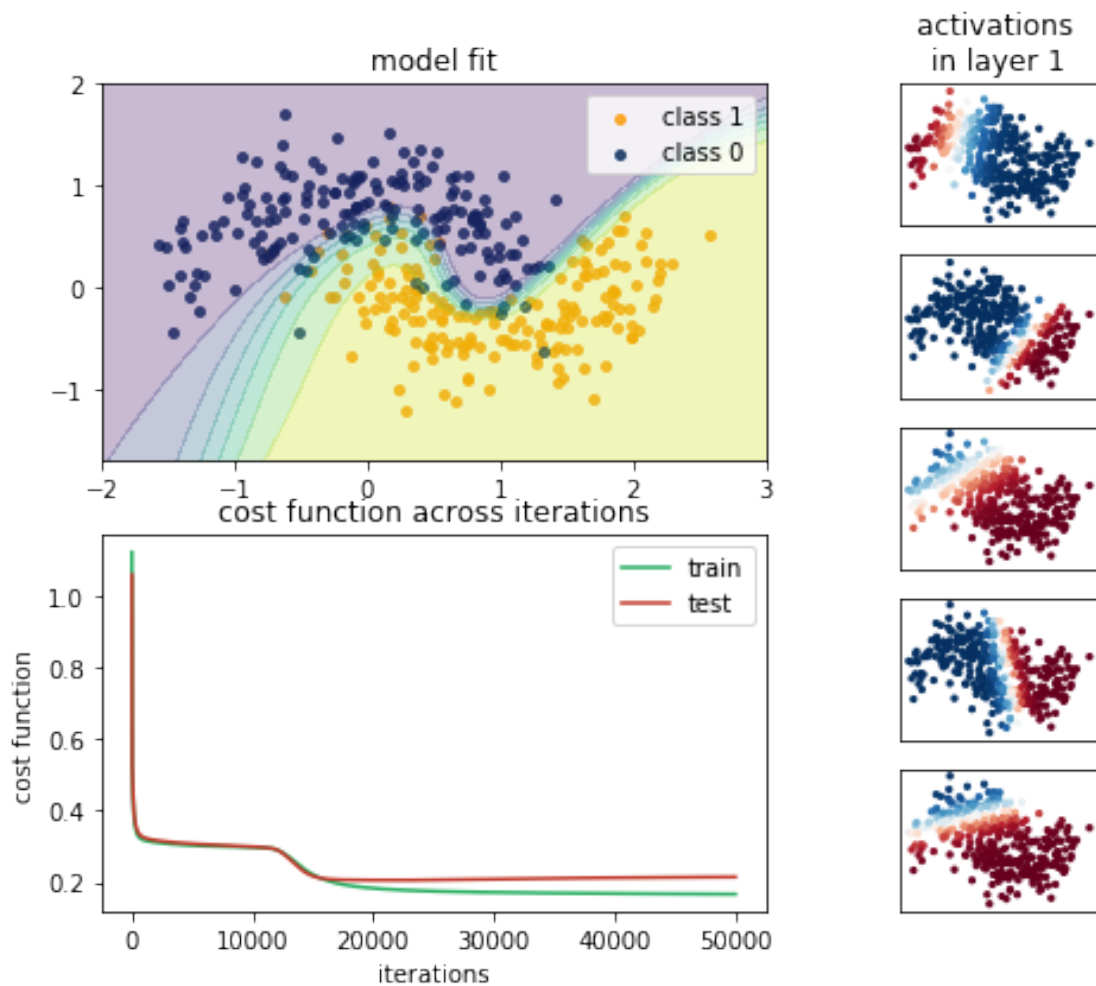 model fit
class 1
class 0
2
1
0
−1
−2
−1
0
1
2
3
cost function across iterations
train
test
1.0
0.8
0.6
0.4
0.2
cost function
0
10000
20000
30000
40000
50000
iterations
activations
in layer 1